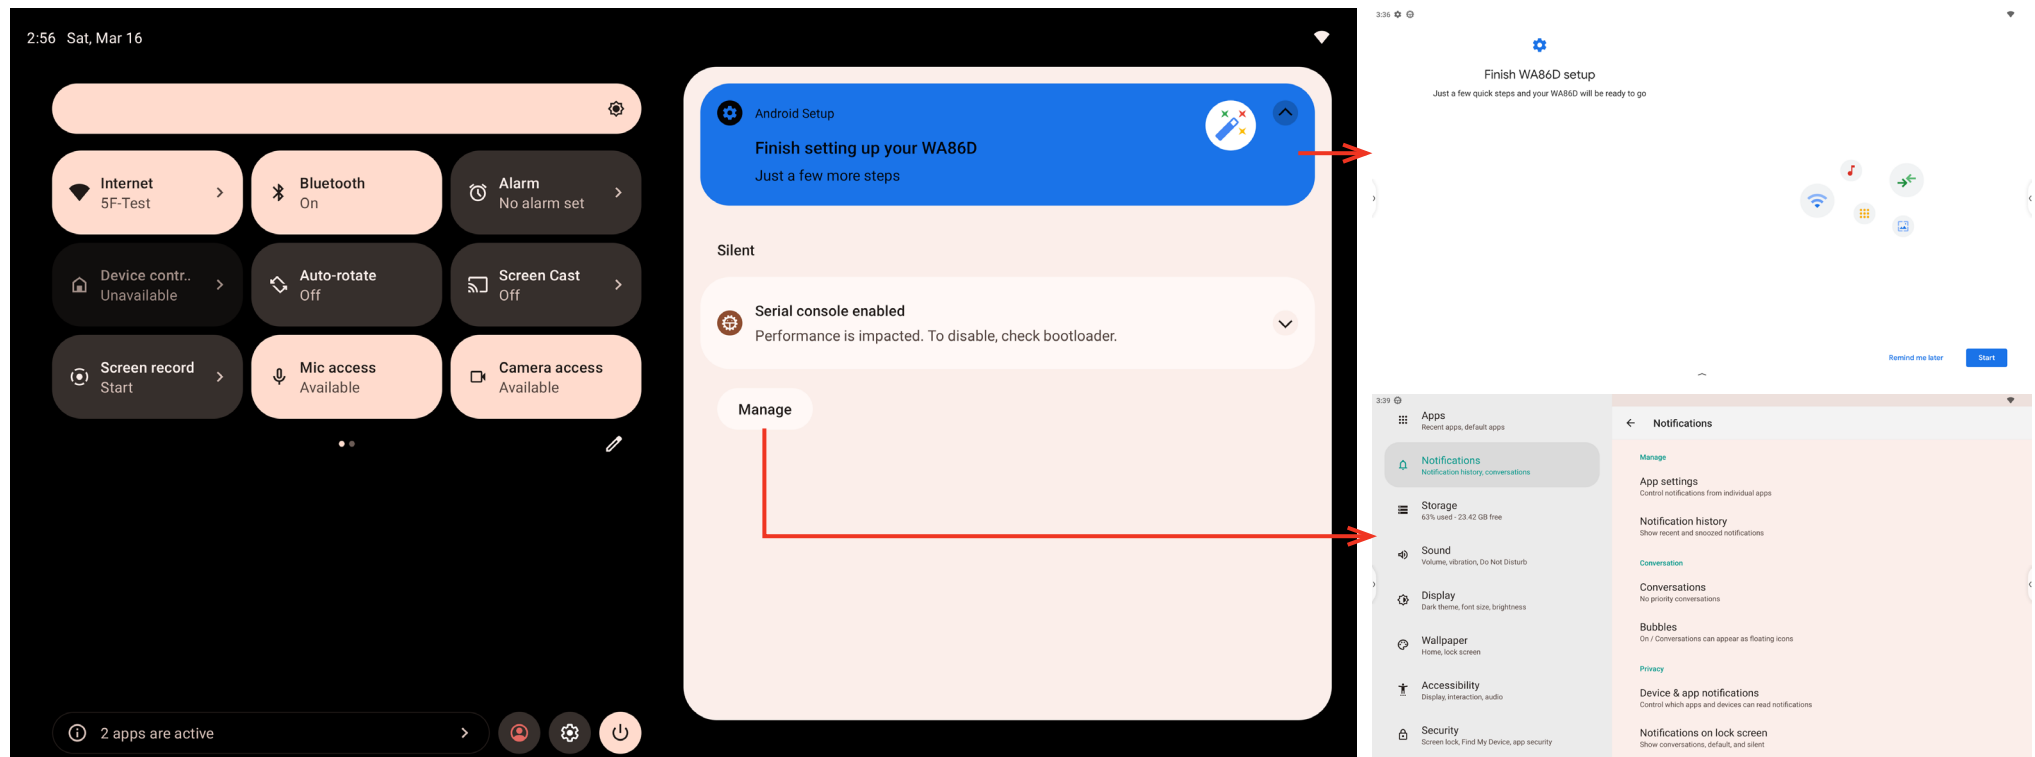 2:56 Sat, Mar 16
Internet
5F-Test
Bluetooth
On
Alarm
No alarm set
Device contr..
Unavailable
Auto-rotate
Off
Screen Cast
Off
Screen record
Start
Mic access
Available
Camera access
Available
2 apps are active
Android Setup
Finish setting up your WA86D
Just a few more steps
Silent
Serial console enabled
Performance is impacted. To disable, check bootloader.
Manage
3:36
Finish WA86D setup
Just a few quick steps and your WA86D will be ready to go
Remind me later
Start
3:39
Apps
Recent apps, default apps
Notifications
Notification history, conversations
Storage
63% used - 23.42 GB free
Sound
Volume, vibration, Do Not Disturb
Display
Dark theme, font size, brightness
Wallpaper
Home, lock screen
Accessibility
Display, interaction, audio
Security
Screen lock, Find My Device, app security
Notifications
Manage
App settings
Control notifications from individual apps
Notification history
Show recent and snoozed notifications
Conversation
Conversations
No priority conversations
Bubbles
On / Conversations can appear as floating icons
Privacy
Device & app notifications
Control which apps and devices can read notifications
Notifications on lock screen
Show conversations, default, and silent